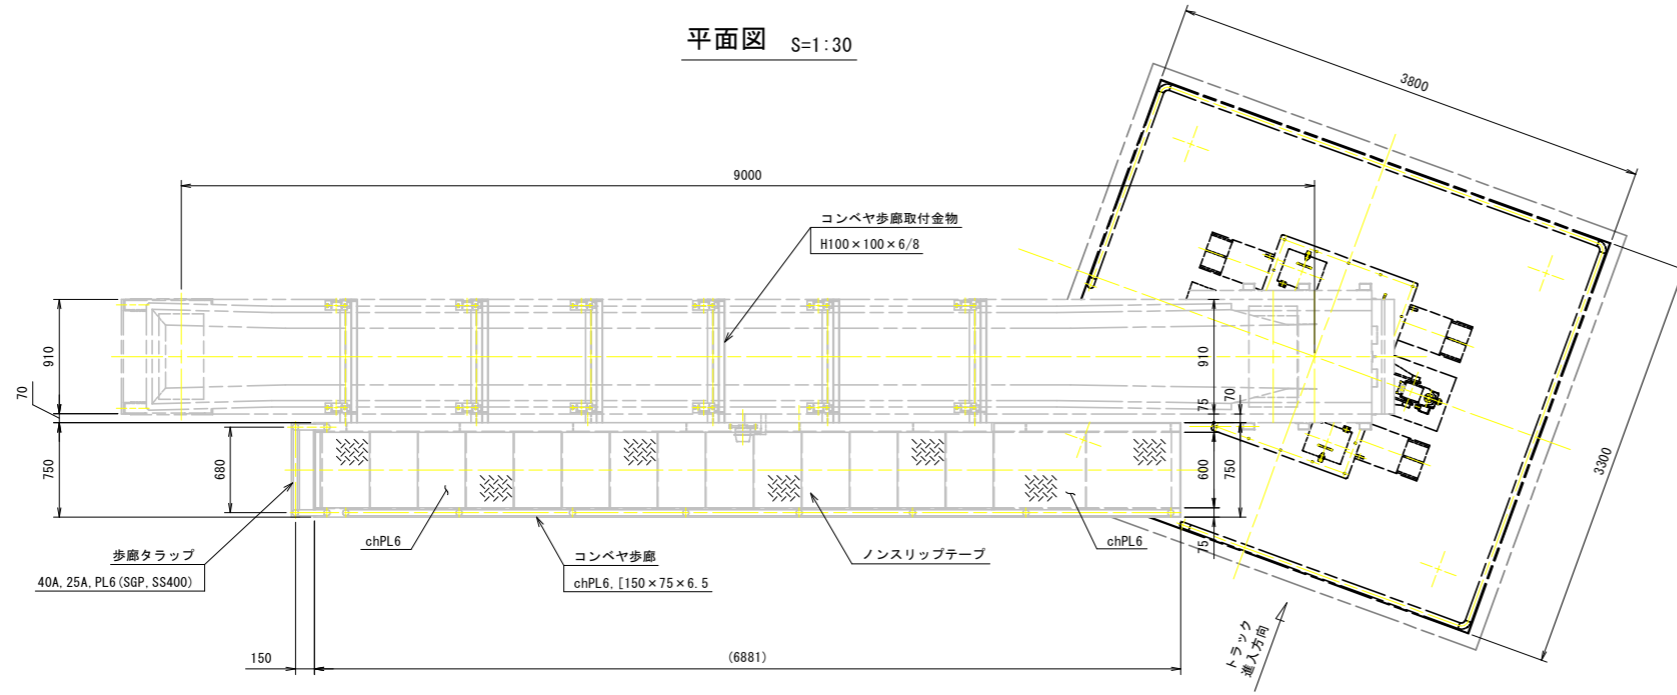 平面図 S=1:30
3800
9000
コンベヤ歩廊取付金物
H100×100×6/8
910
70
750
680
910
70
75
600
750
75
3300
chPL6
chPL6
歩廊タラップ
40A, 25A, PL6(SGP, SS400)
コンベヤ歩廊
chPL6, [150×75×6.5
ノンスリップテープ
トラック
進入方向
150
(6881)